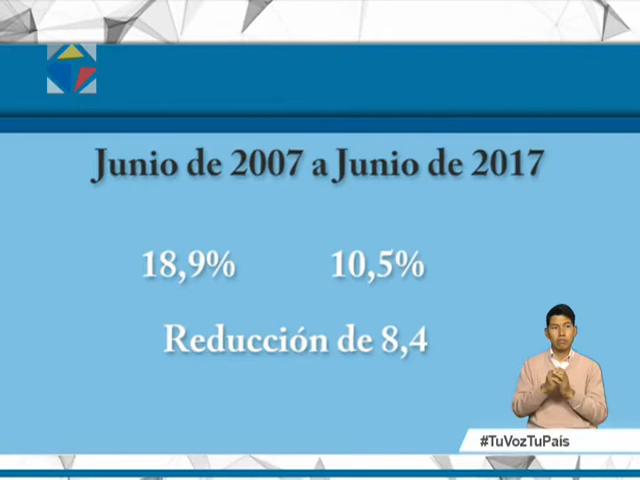 Junio de 2007 a Junio de 2017
18,9% 10,5%
Reducción de 8,4
#TuVozTuPaís